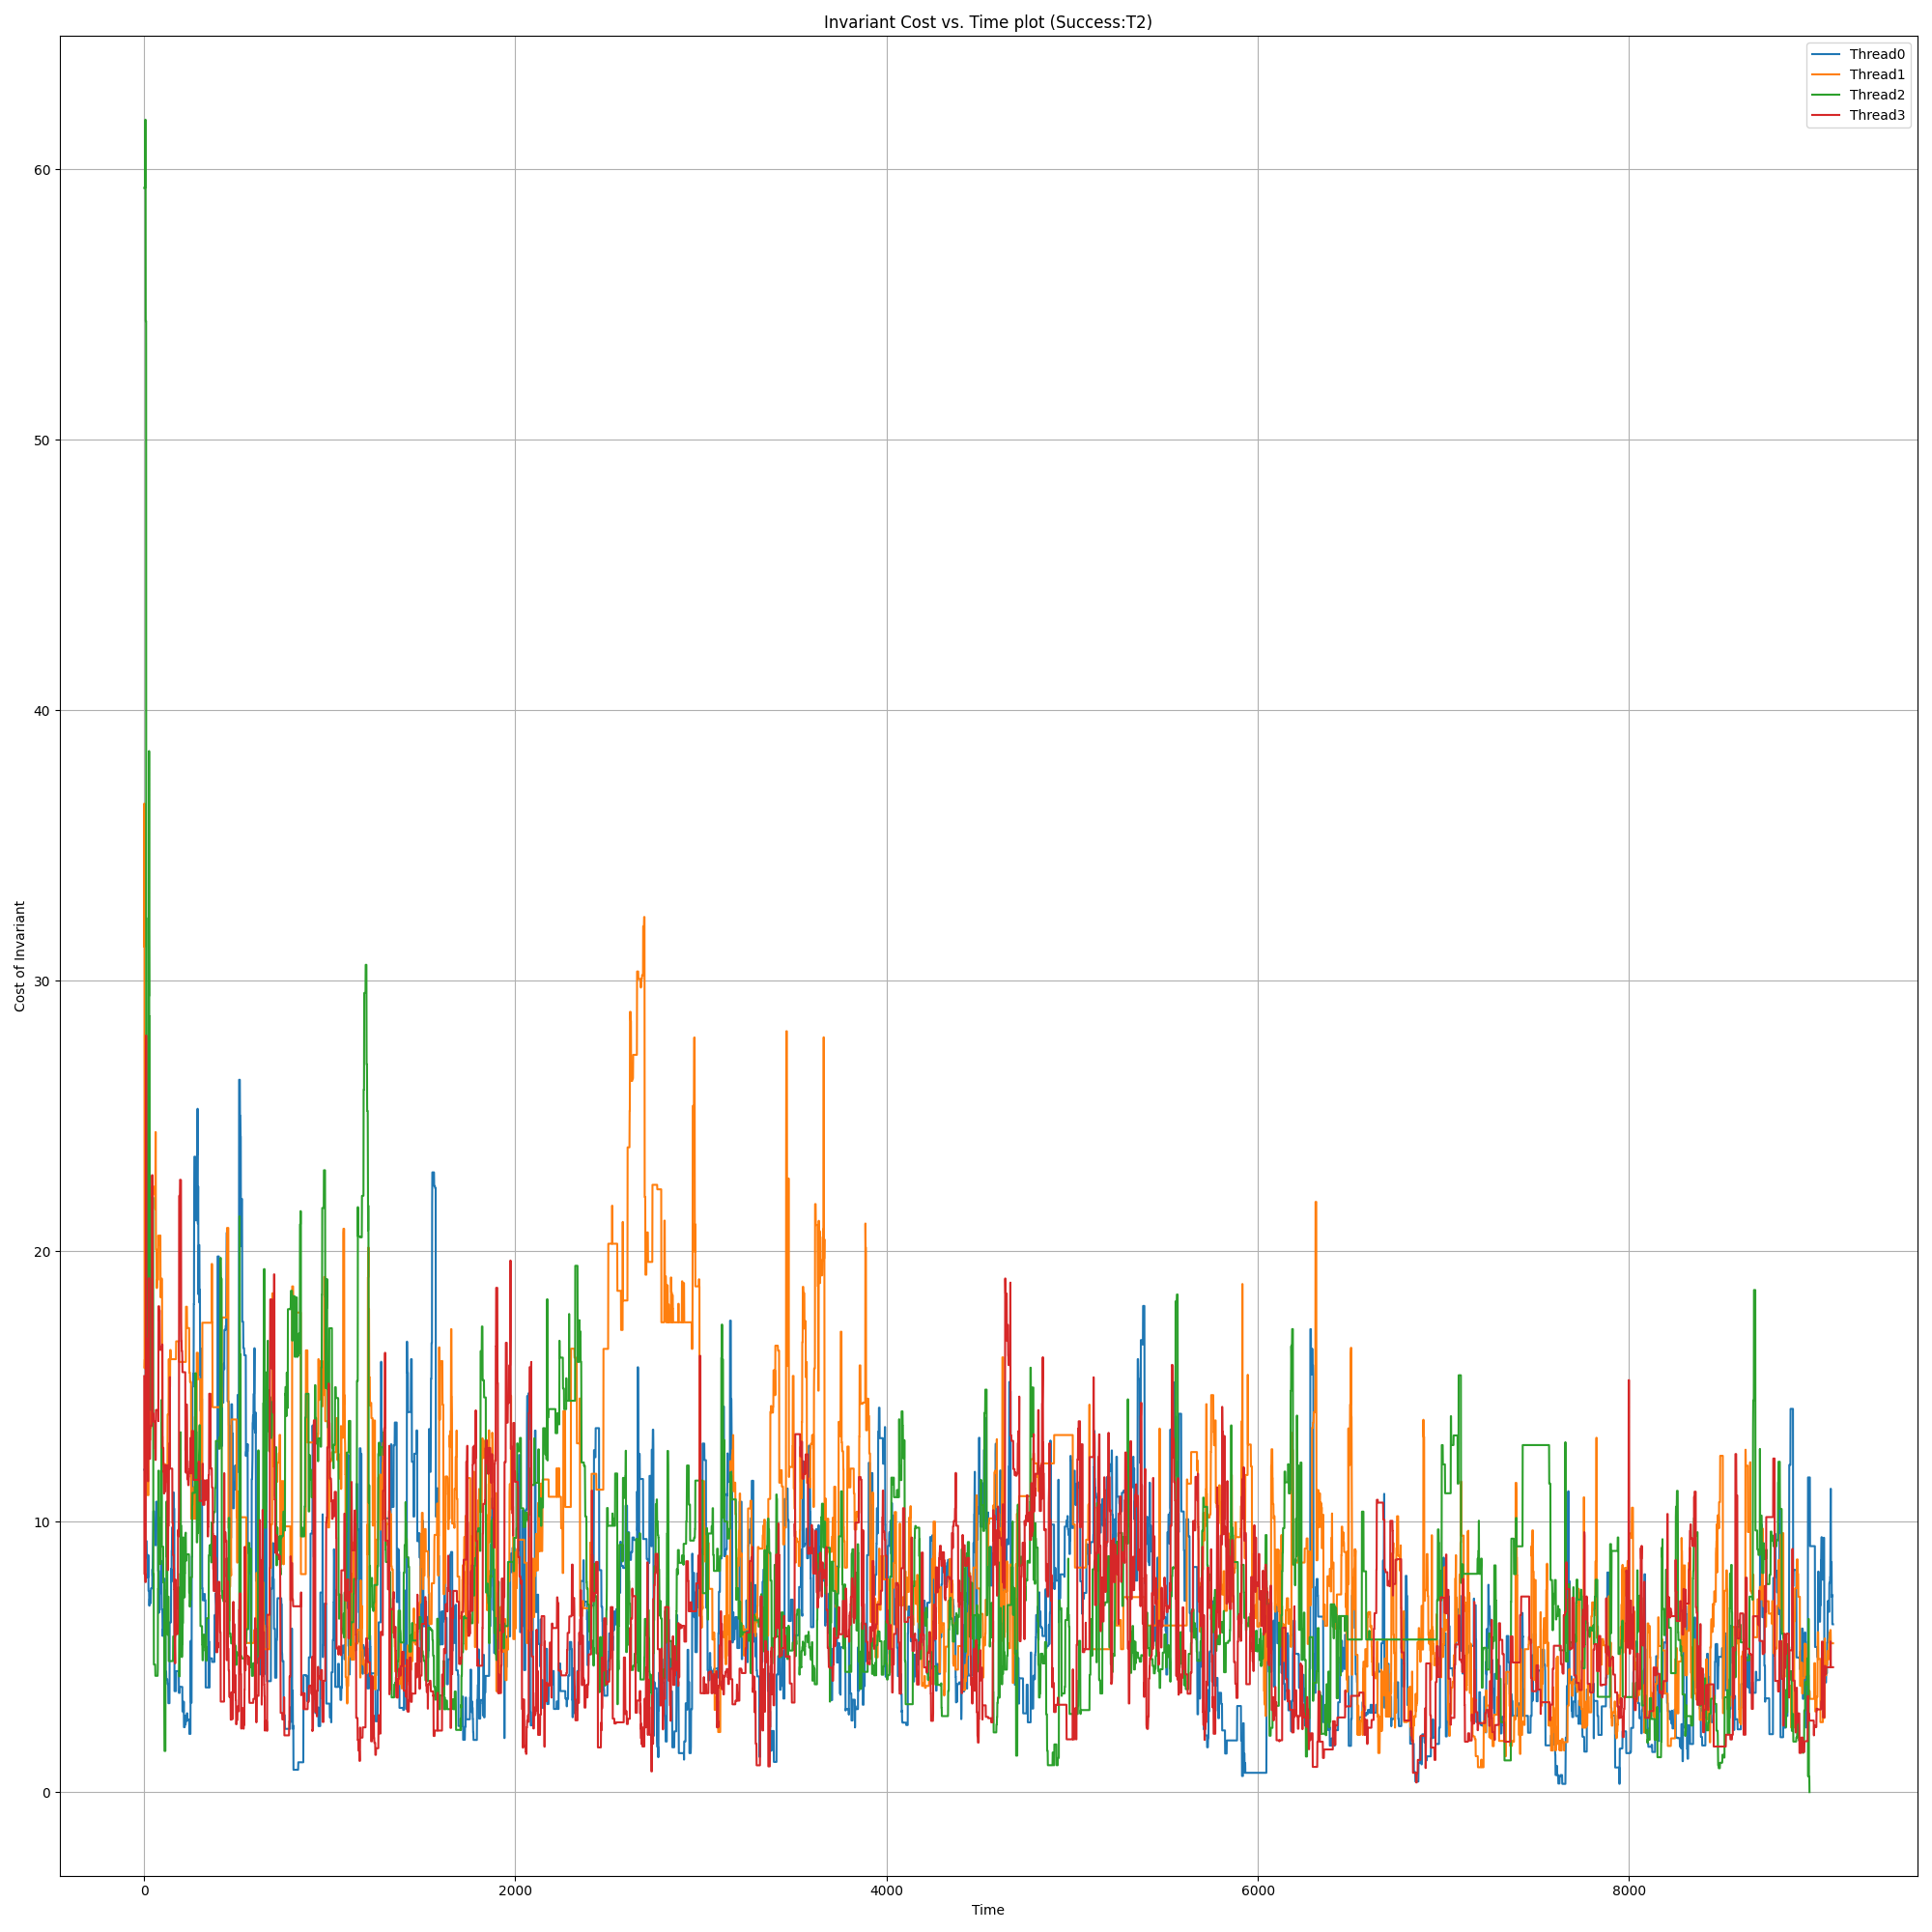 Invariant Cost vs. Time plot (Success:T2)
Thread0
Thread1
Thread2
Thread3
60
50
40
30
20
10
0
Cost of Invariant
0 2000 4000 6000 8000
Time